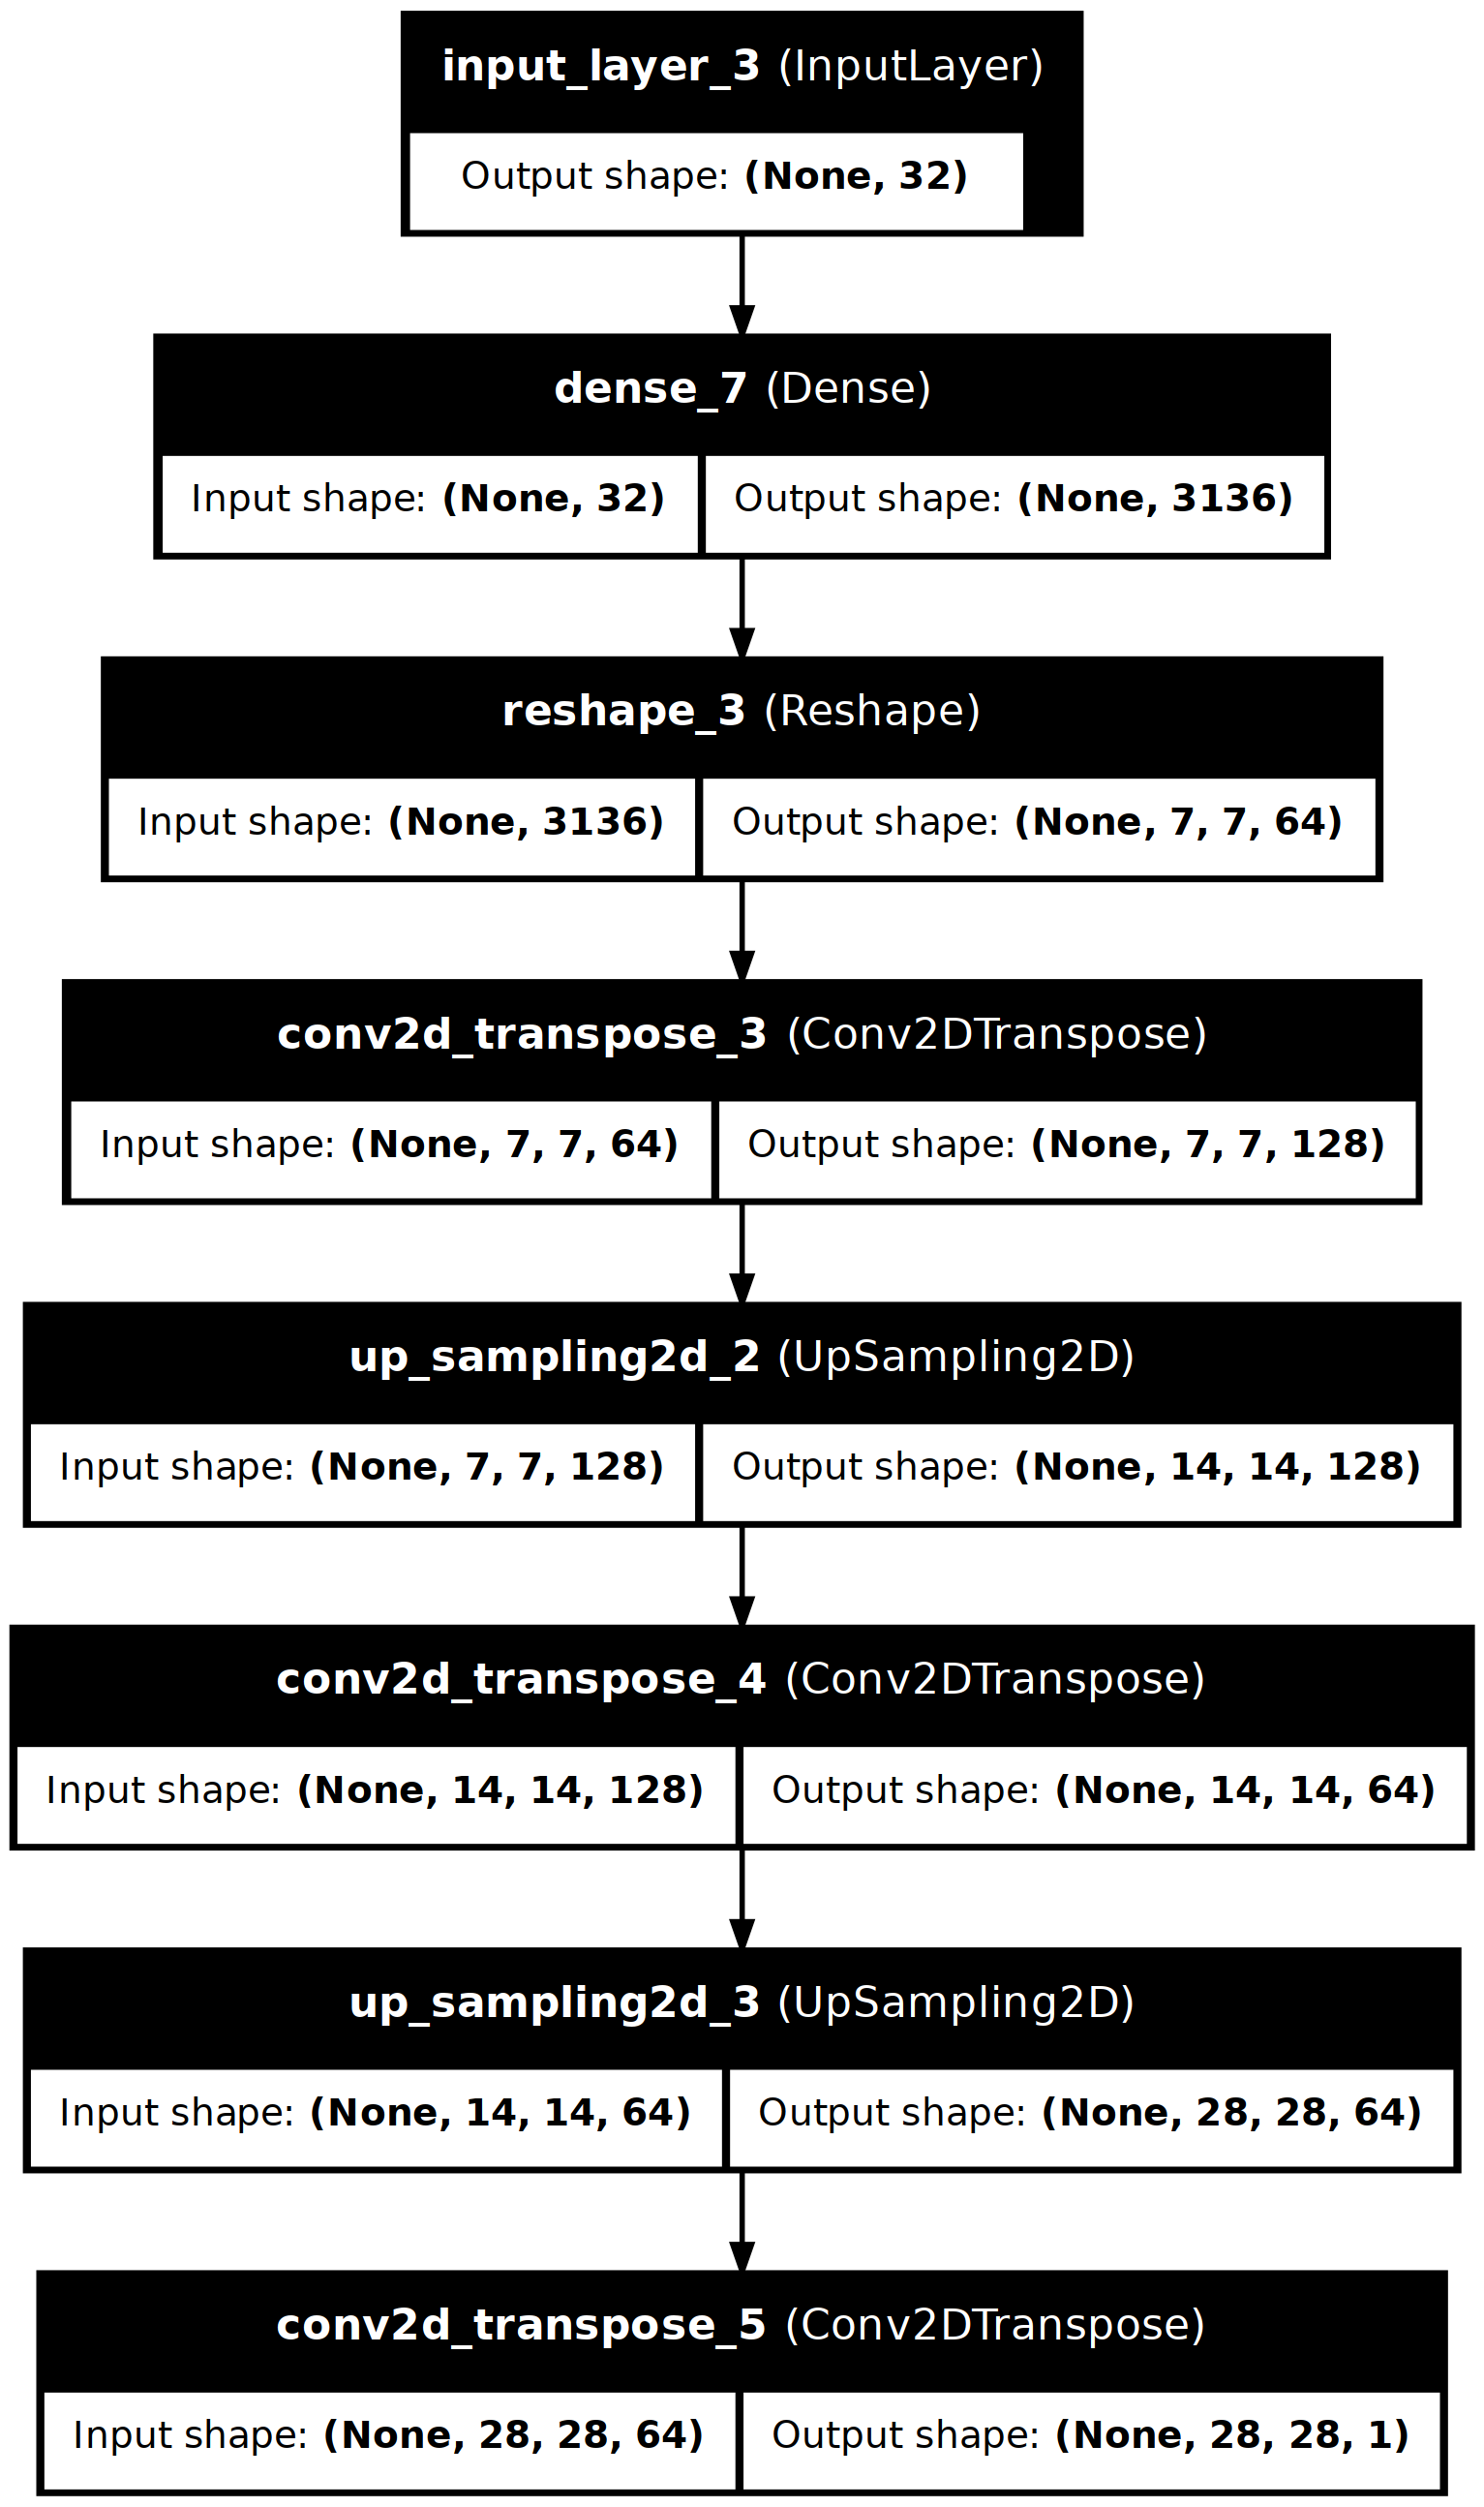 input_layer_3 (InputLayer)
Output shape: (None, 32)
dense_7 (Dense)
Input shape: (None, 32) Output shape: (None, 3136)
reshape_3 (Reshape)
Input shape: (None, 3136) Output shape: (None, 7, 7, 64)
conv2d_transpose_3 (Conv2DTranspose)
Input shape: (None, 7, 7, 64) Output shape: (None, 7, 7, 128)
up_sampling2d_2 (UpSampling2D)
Input shape: (None, 7, 7, 128) Output shape: (None, 14, 14, 128)
conv2d_transpose_4 (Conv2DTranspose)
Input shape: (None, 14, 14, 128) Output shape: (None, 14, 14, 64)
up_sampling2d_3 (UpSampling2D)
Input shape: (None, 14, 14, 64) Output shape: (None, 28, 28, 64)
conv2d_transpose_5 (Conv2DTranspose)
Input shape: (None, 28, 28, 64) Output shape: (None, 28, 28, 1)